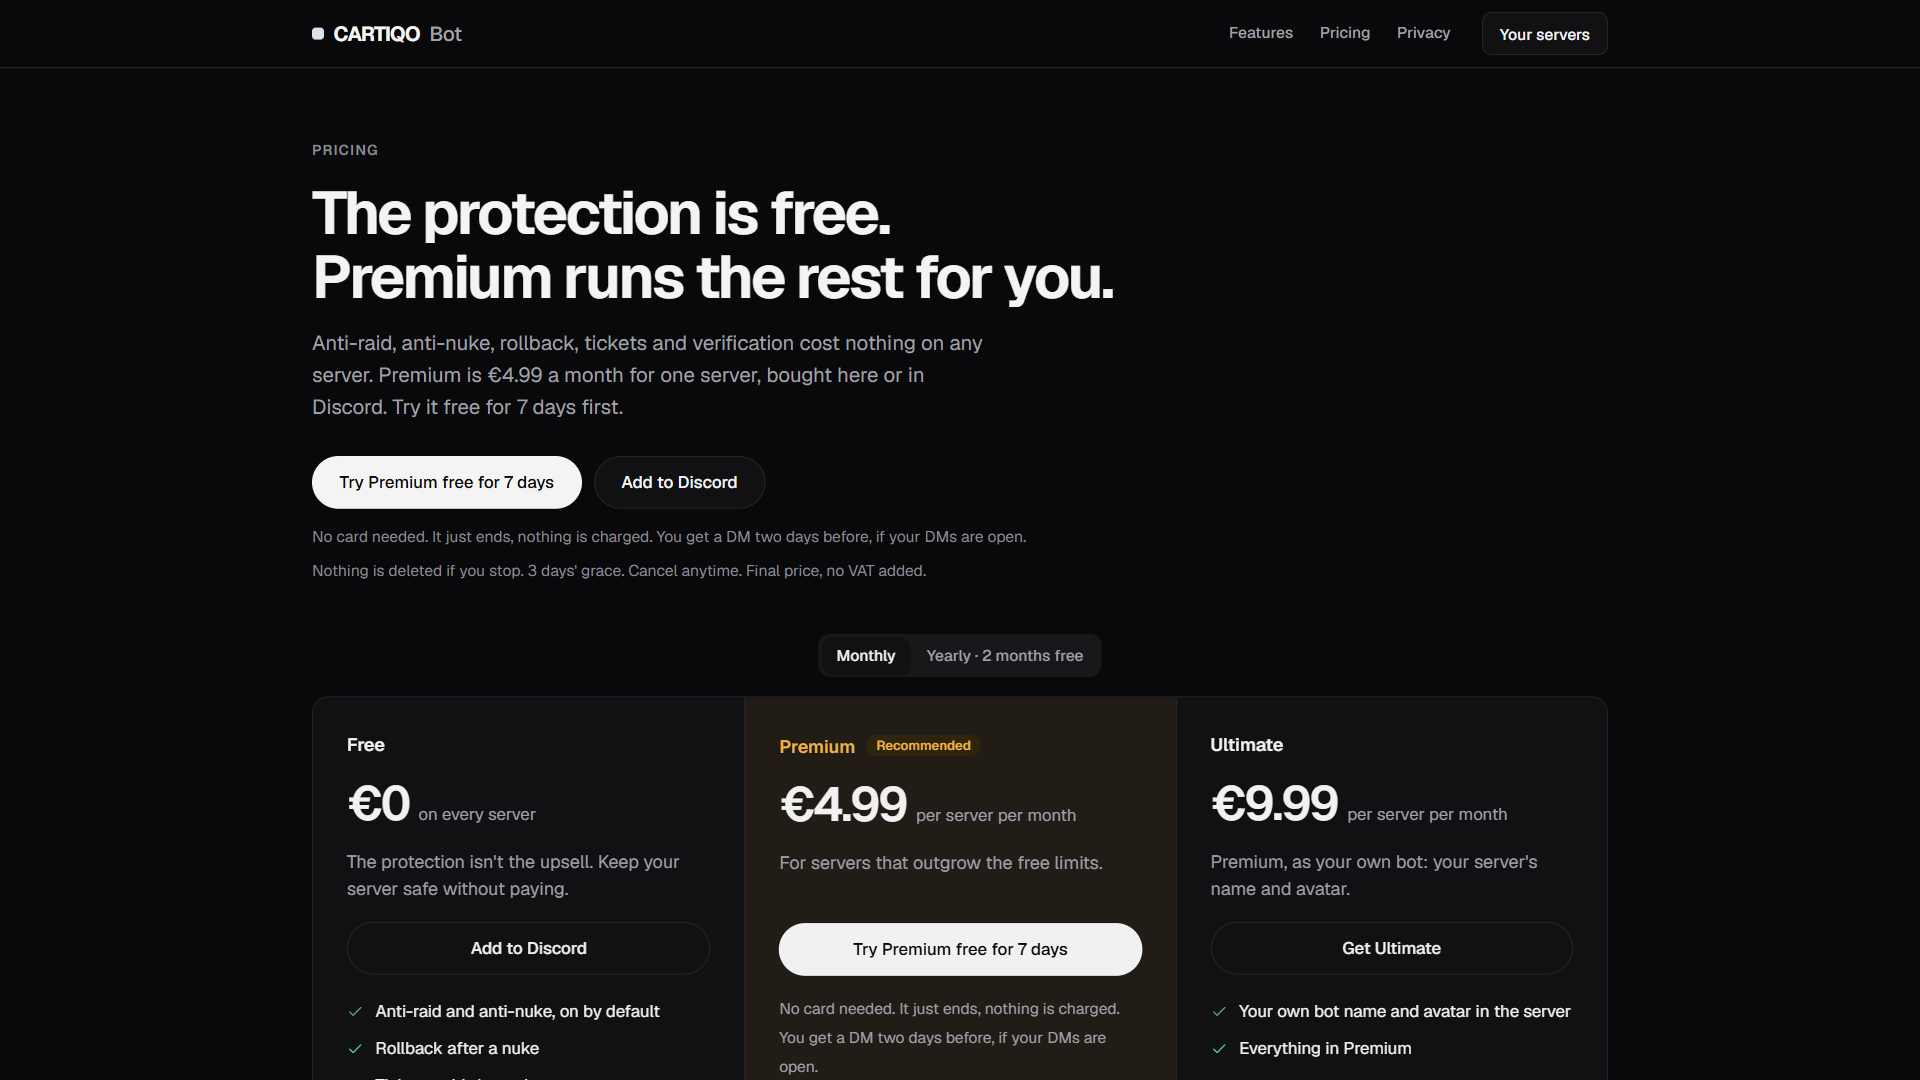 CARTIQO Bot
Features
Pricing
Privacy
Your servers
PRICING
The protection is free.
Premium runs the rest for you.
Anti-raid, anti-nuke, rollback, tickets and verification cost nothing on any
server. Premium is €4.99 a month for one server, bought here or in
Discord. Try it free for 7 days first.
Try Premium free for 7 days
Add to Discord
No card needed. It just ends, nothing is charged. You get a DM two days before, if your DMs are open.
Nothing is deleted if you stop. 3 days' grace. Cancel anytime. Final price, no VAT added.
Monthly
Yearly · 2 months free
Free
€0 on every server
The protection isn't the upsell. Keep your
server safe without paying.
Add to Discord
Anti-raid and anti-nuke, on by default
Rollback after a nuke
Premium Recommended
€4.99 per server per month
For servers that outgrow the free limits.
Try Premium free for 7 days
No card needed. It just ends, nothing is charged.
You get a DM two days before, if your DMs are
open.
Ultimate
€9.99 per server per month
Premium, as your own bot: your server's
name and avatar.
Get Ultimate
Your own bot name and avatar in the server
Everything in Premium